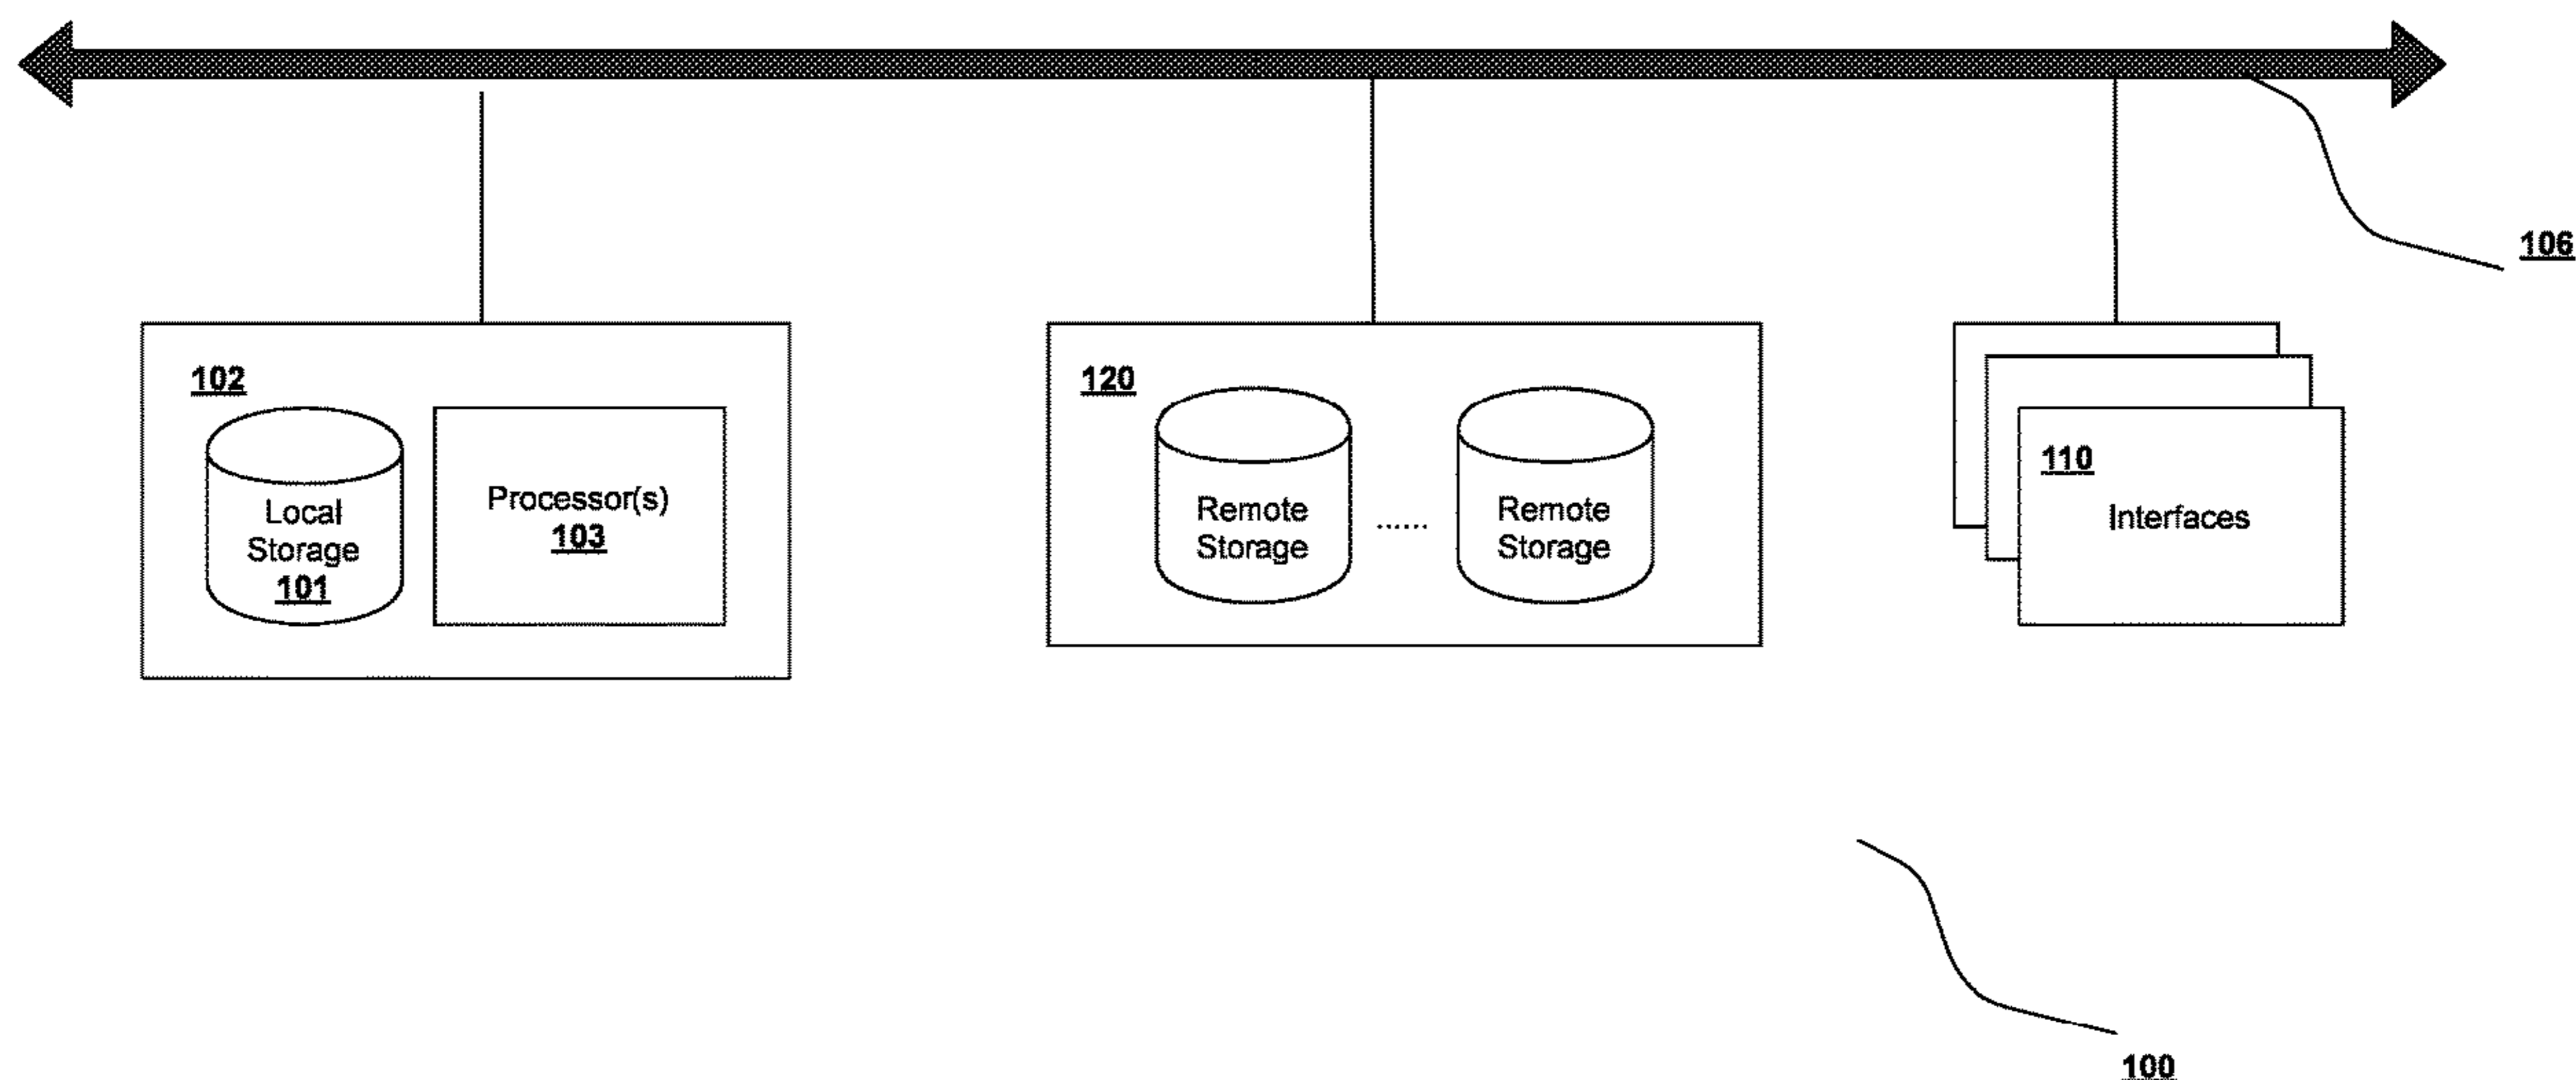 106
102
Local
Storage
101
Processor(s)
103
120
Remote
Storage
......
Remote
Storage
110
Interfaces
100